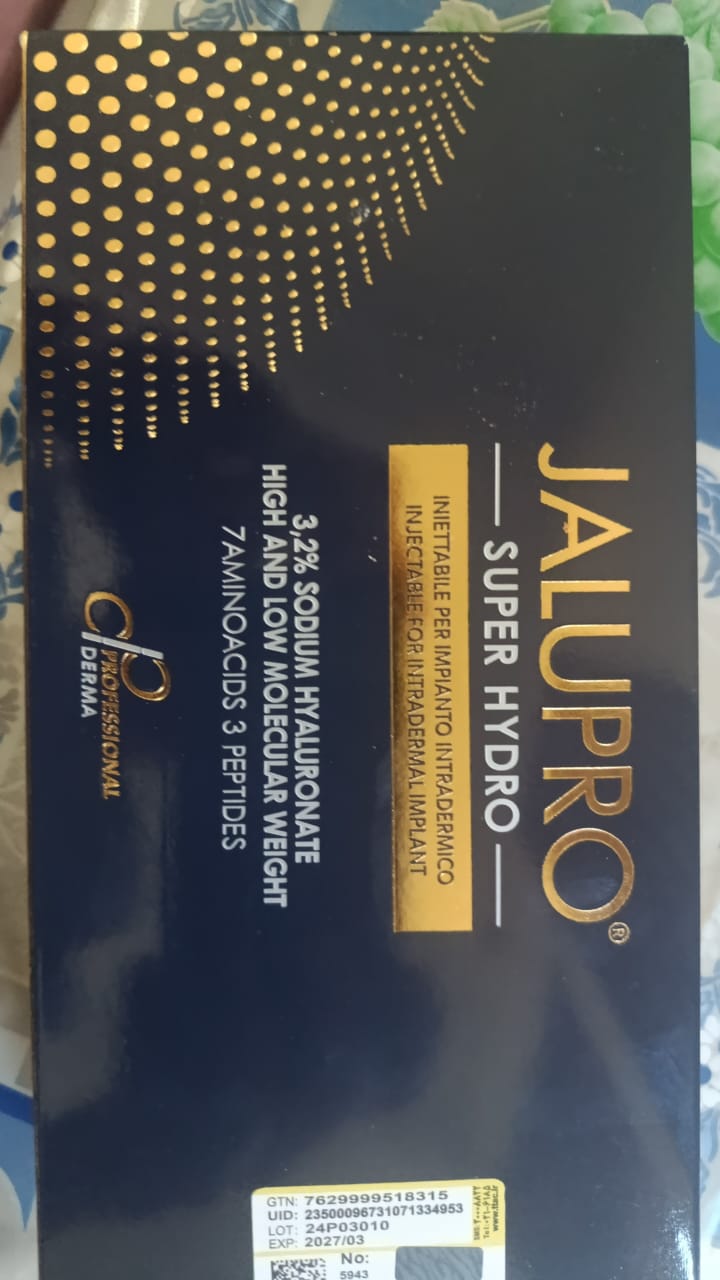 JALUPRO®
SUPER HYDRO
INIETTABILE PER IMPIANTO INTRADERMICO
INJECTABLE FOR INTRADERMAL IMPLANT
3,2% SODIUM HYALURONATE
HIGH AND LOW MOLECULAR WEIGHT
7AMINOACIDS 3 PEPTIDES
PROFESSIONAL
DERMA
GTN: 7629999518315
UID: 23500096731071334953
LOT: 24P03010
EXP: 2027/03
No:
5943